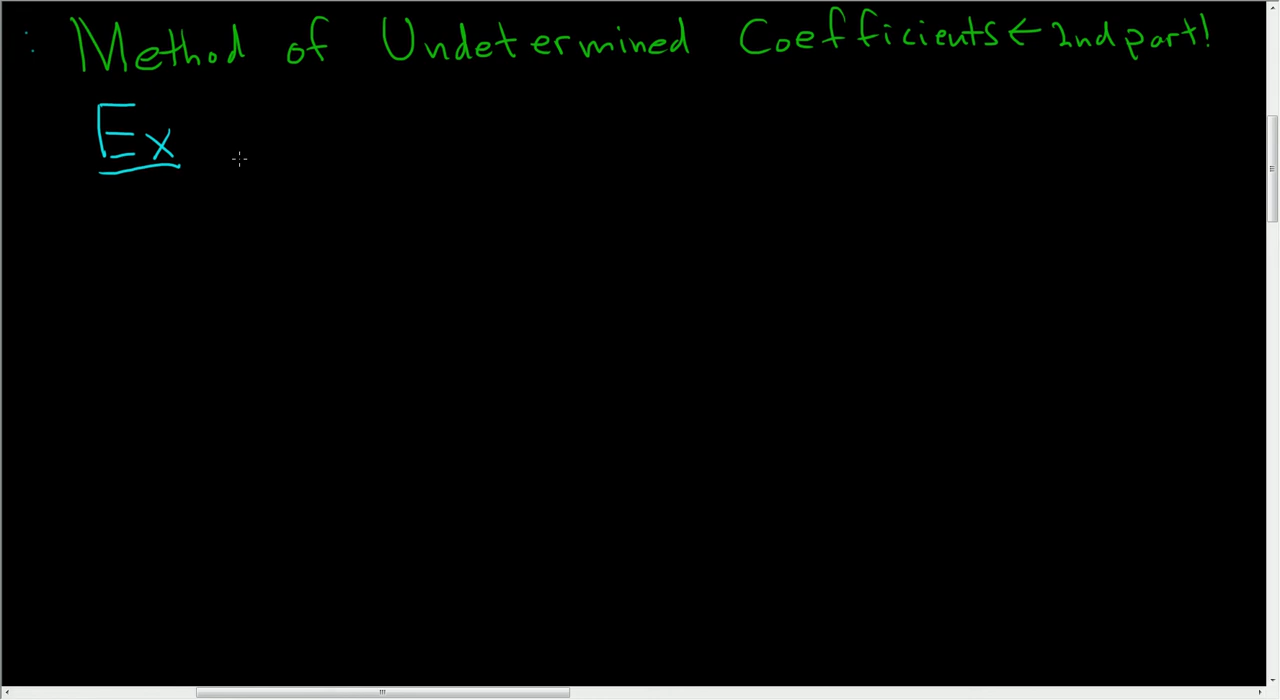 : Method of Undetermined Coefficients ← 2nd part!
Ex